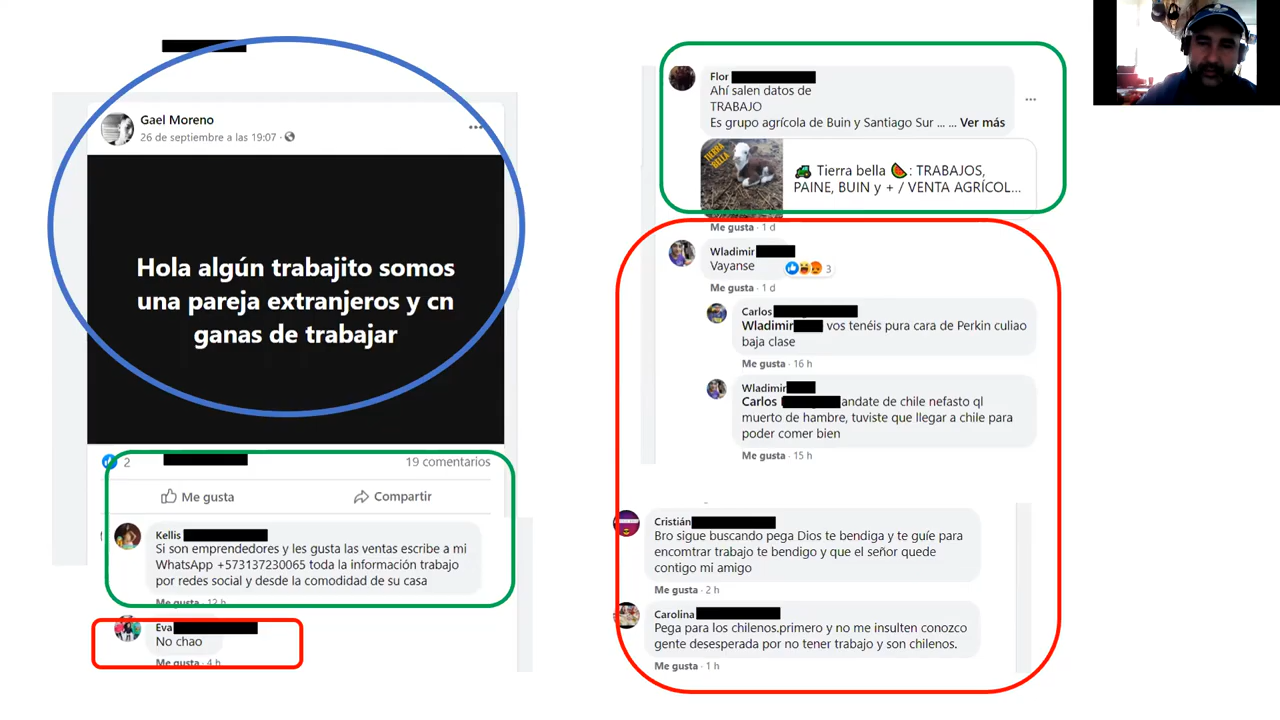 Gael Moreno
26 de septiembre a las 19:07 ·
Hola algún trabajito somos
una pareja extranjeros y cn
ganas de trabajar
2
19 comentarios
Me gusta
Compartir
Kellis
Si son emprendedores y les gusta las ventas escribe a mi
WhatsApp +573137230065 toda la información trabajo
por redes social y desde la comodidad de su casa
Me gusta · 12 h
Eva
No chao
Me gusta · 4 h
Flor
Ahí salen datos de
TRABAJO
Es grupo agrícola de Buin y Santiago Sur ... ... Ver más
TIERRA
BELLA
Tierra bella : TRABAJOS,
PAINE, BUIN y + / VENTA AGRÍCOL...
Me gusta · 1 d
Wladimir
Vayanse
3
Me gusta · 1 d
Carlos
Wladimir vos tenéis pura cara de Perkin culiao
baja clase
Me gusta · 16 h
Wladimir
Carlos andate de chile nefasto ql
muerto de hambre, tuviste que llegar a chile para
poder comer bien
Me gusta · 15 h
Cristián
Bro sigue buscando pega Dios te bendiga y te guíe para
encomtrar trabajo te bendigo y que el señor quede
contigo mi amigo
Me gusta · 2 h
Carolina
Pega para los chilenos.primero y no me insulten conozco
gente desesperada por no tener trabajo y son chilenos.
Me gusta · 1 h